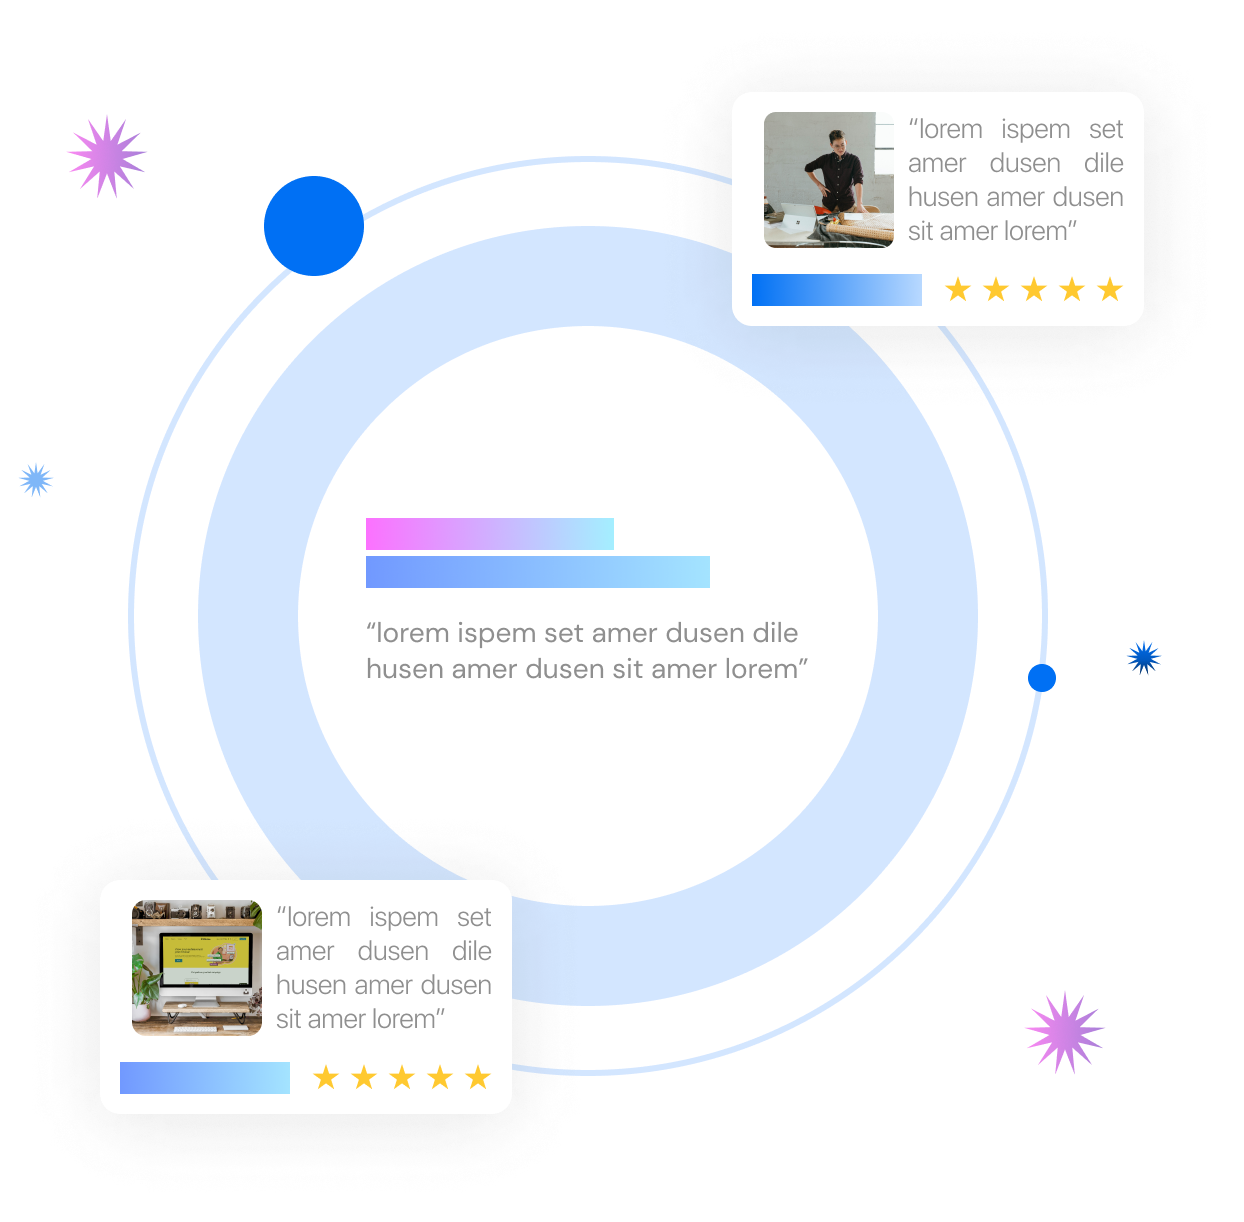 “lorem ispem set
amer dusen dile
husen amer dusen
sit amer lorem”
“lorem ispem set amer dusen dile
husen amer dusen sit amer lorem”
“lorem ispem set
amer dusen dile
husen amer dusen
sit amer lorem”